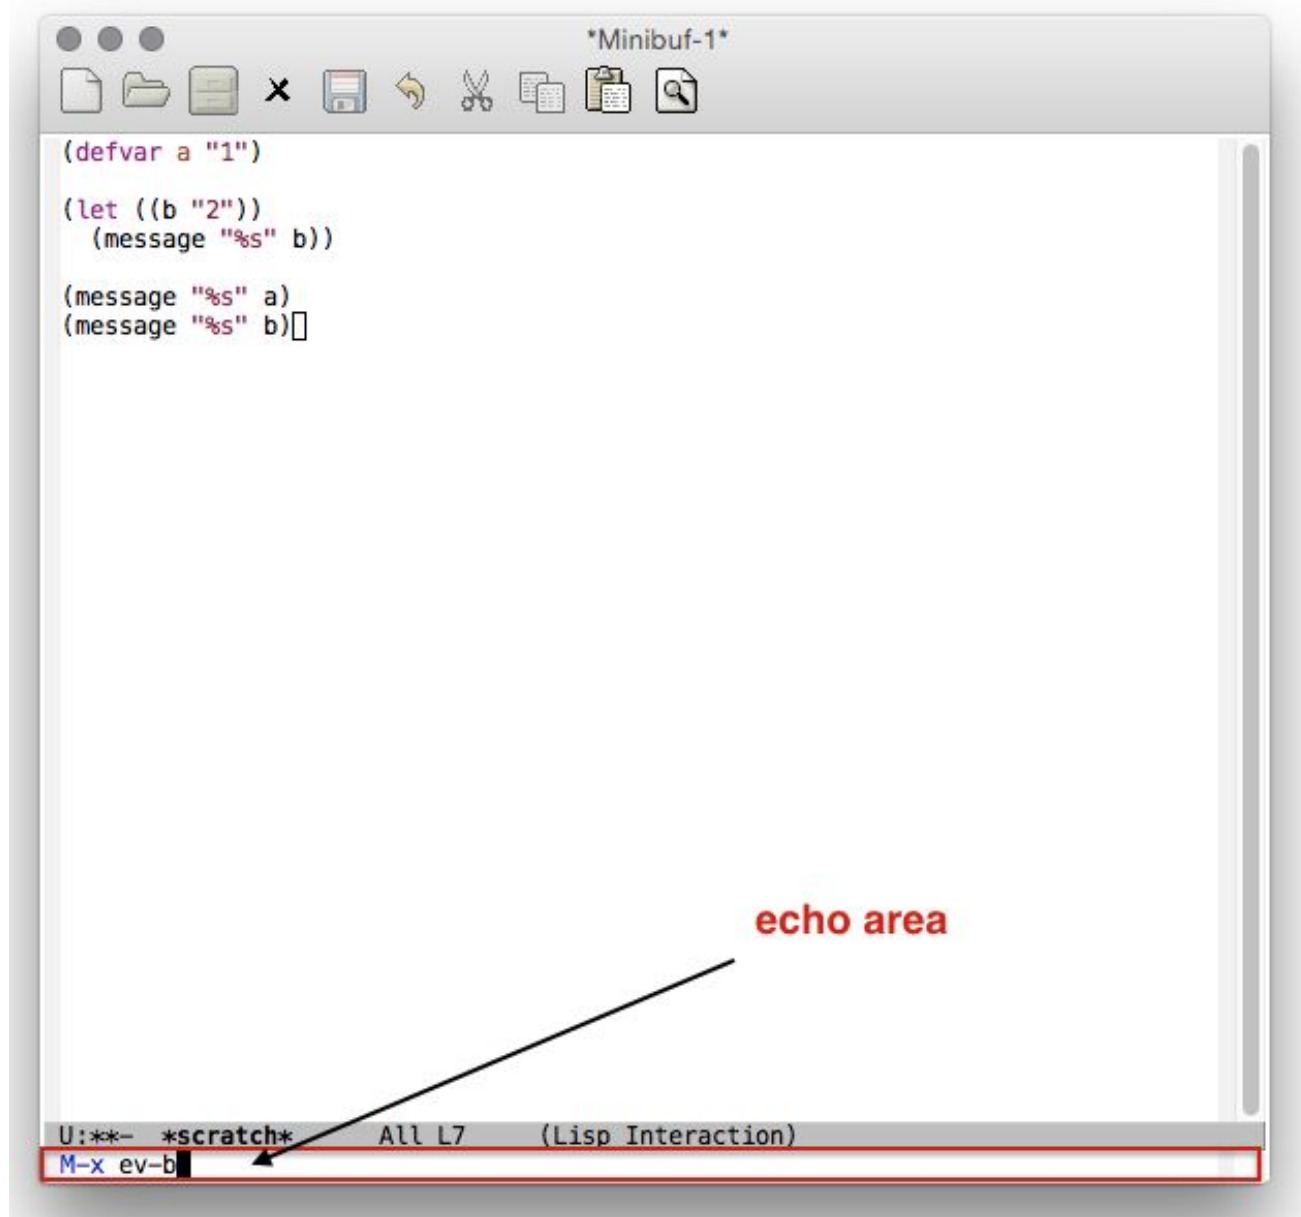 *Minibuf-1*
(defvar a "1")
(let ((b "2"))
  (message "%s" b))
(message "%s" a)
(message "%s" b)
echo area
U:**-  *scratch*      All L7     (Lisp Interaction)
M-x ev-b